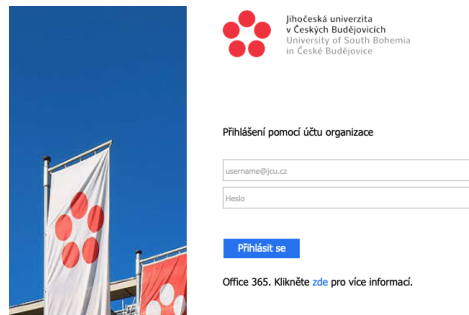 Jihočeská univerzita
v Českých Budějovicích
University of South Bohemia
in České Budějovice
Přihlášení pomocí účtu organizace
username@jcu.cz
Heslo
Přihlásit se
Office 365. Klikněte zde pro více informací.